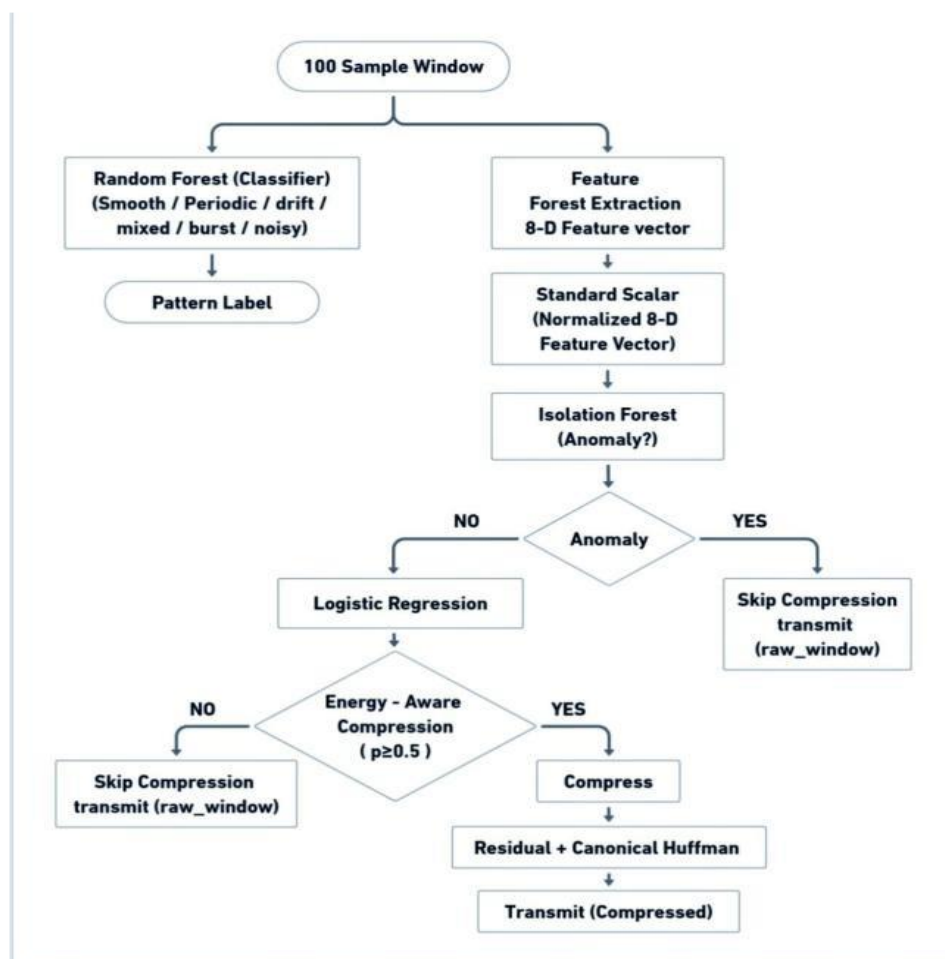 100 Sample Window
Random Forest (Classifier)
(Smooth / Periodic / drift /
mixed / burst / noisy)
Pattern Label
Feature
Forest Extraction
8-D Feature vector
Standard Scalar
(Normalized 8-D
Feature Vector)
Isolation Forest
(Anomaly?)
Anomaly
NO
YES
Logistic Regression
Skip Compression
transmit
(raw_window)
Energy - Aware
Compression
( p≥0.5 )
NO
YES
Skip Compression
transmit (raw_window)
Compress
Residual + Canonical Huffman
Transmit (Compressed)